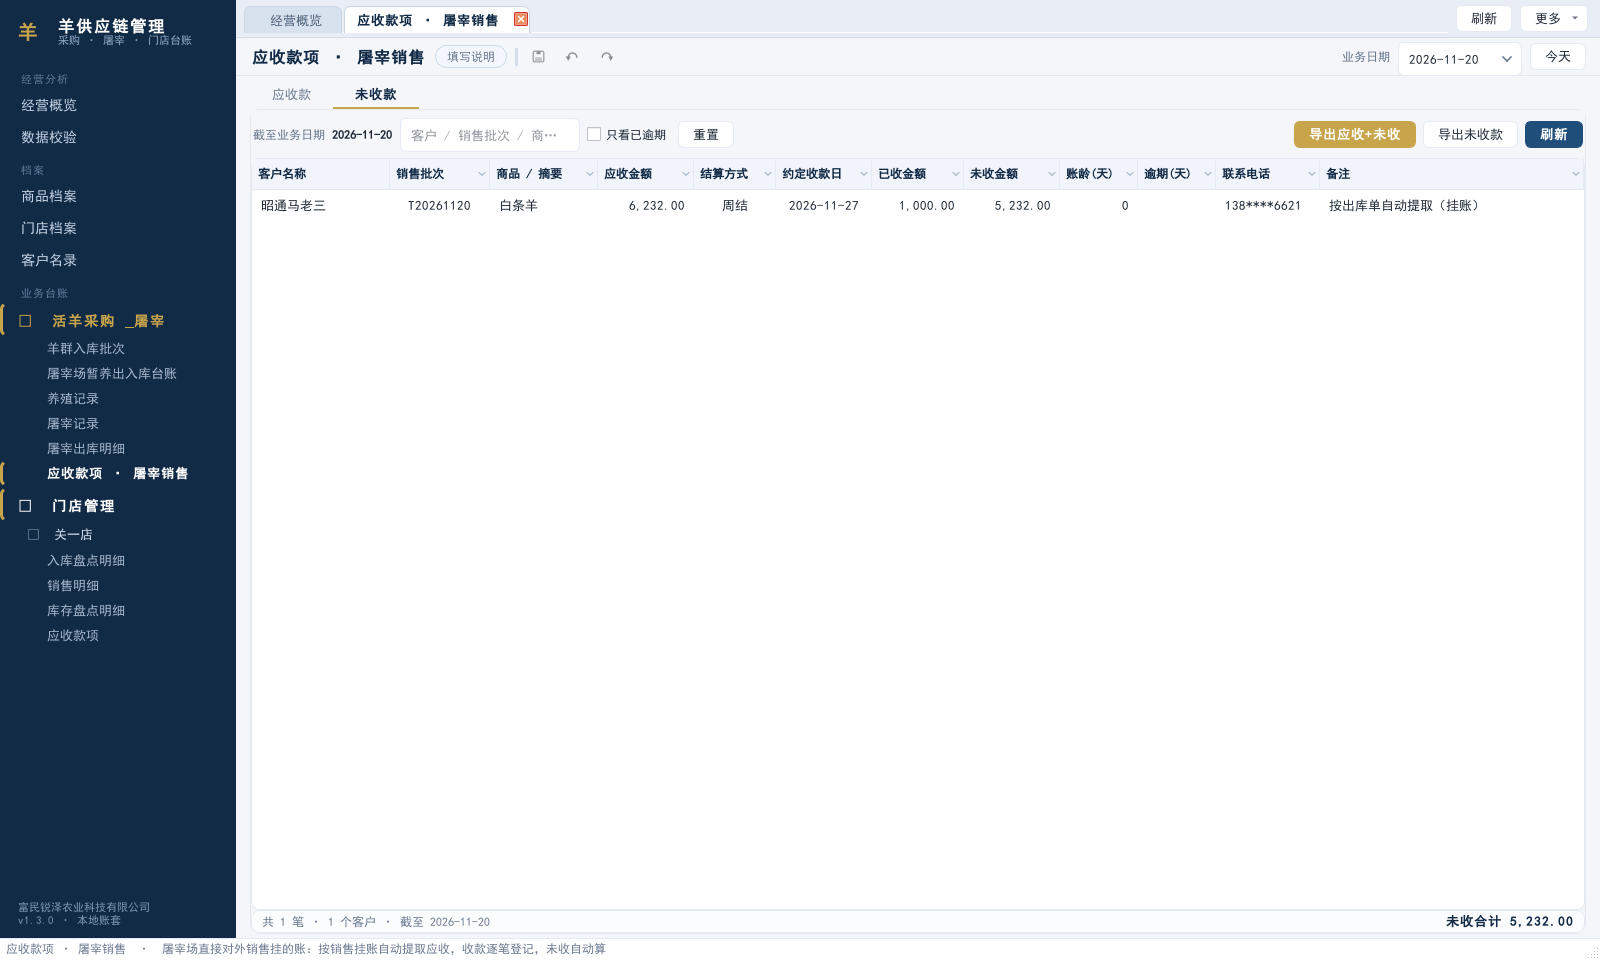 羊 羊供应链管理
采购 · 屠宰 · 门店台账
经营分析
经营概览
数据校验
档案
商品档案
门店档案
客户名录
业务台账
活羊采购 _屠宰
羊群入库批次
屠宰场暂养出入库台账
养殖记录
屠宰记录
屠宰出库明细
应收款项 · 屠宰销售
门店管理
关一店
入库盘点明细
销售明细
库存盘点明细
应收款项
富民锐泽农业科技有限公司
v1.3.0 · 本地账套
经营概览 应收款项 · 屠宰销售 刷新 更多
应收款项 · 屠宰销售 填写说明 业务日期 2026-11-20 今天
应收款 未收款
截至业务日期 2026-11-20 客户 / 销售批次 / 商… 只看已逾期 重置 导出应收+未收 导出未收款 刷新
客户名称 销售批次 商品 / 摘要 应收金额 结算方式 约定收款日 已收金额 未收金额 账龄(天) 逾期(天) 联系电话 备注
昭通马老三 T20261120 白条羊 6,232.00 周结 2026-11-27 1,000.00 5,232.00 0 138****6621 按出库单自动提取（挂账）
共 1 笔 · 1 个客户 · 截至 2026-11-20 未收合计 5,232.00
应收款项 · 屠宰销售 · 屠宰场直接对外销售挂的账：按销售挂账自动提取应收，收款逐笔登记，未收自动算